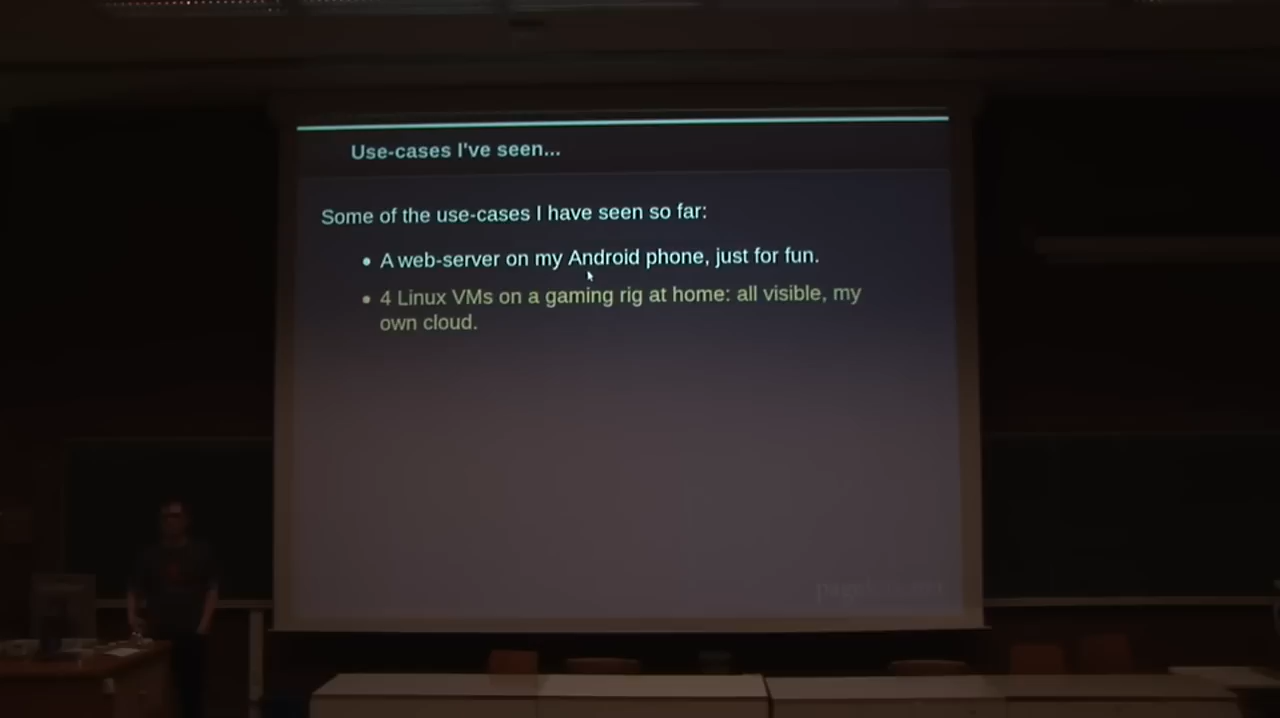 Use-cases I've seen...
Some of the use-cases I have seen so far:
• A web-server on my Android phone, just for fun.
• 4 Linux VMs on a gaming rig at home: all visible, my
own cloud.